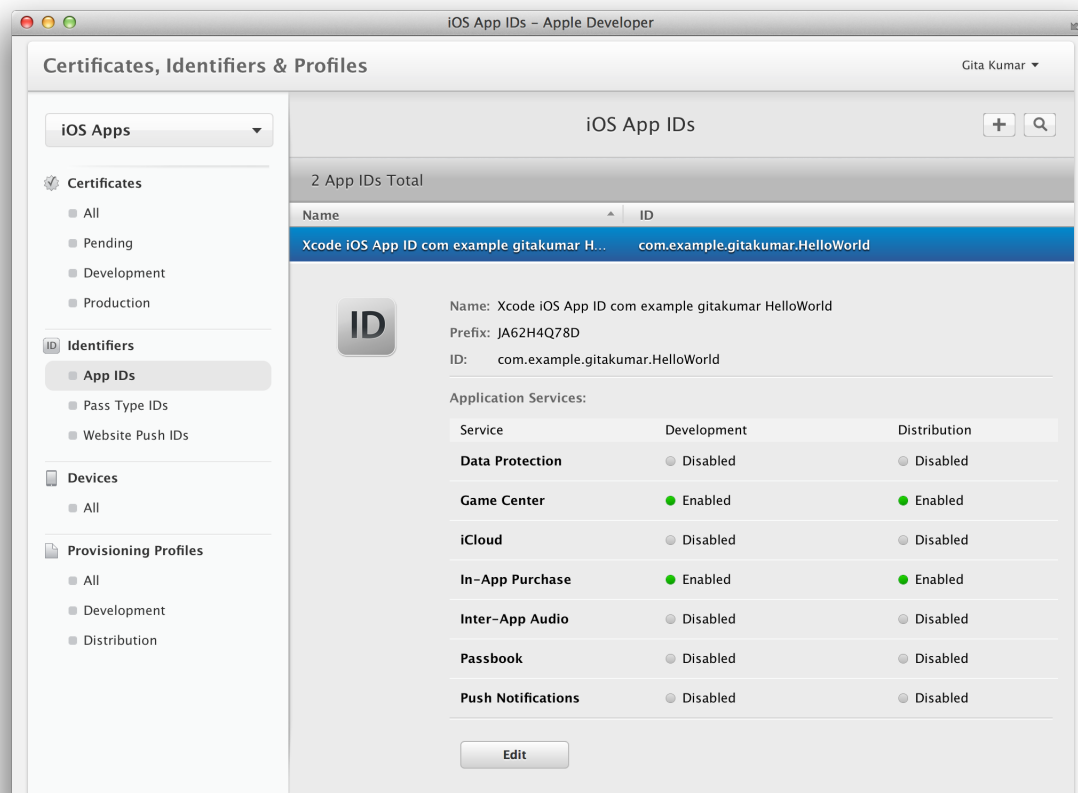 iOS App IDs – Apple Developer
Certificates, Identifiers & Profiles
Gita Kumar
iOS Apps
Certificates
All
Pending
Development
Production
ID Identifiers
App IDs
Pass Type IDs
Website Push IDs
Devices
All
Provisioning Profiles
All
Development
Distribution
iOS App IDs
2 App IDs Total
Name ID
Xcode iOS App ID com example gitakumar H... com.example.gitakumar.HelloWorld
ID
Name: Xcode iOS App ID com example gitakumar HelloWorld
Prefix: JA62H4Q78D
ID: com.example.gitakumar.HelloWorld
Application Services:
Service Development Distribution
Data Protection Disabled Disabled
Game Center Enabled Enabled
iCloud Disabled Disabled
In-App Purchase Enabled Enabled
Inter-App Audio Disabled Disabled
Passbook Disabled Disabled
Push Notifications Disabled Disabled
Edit